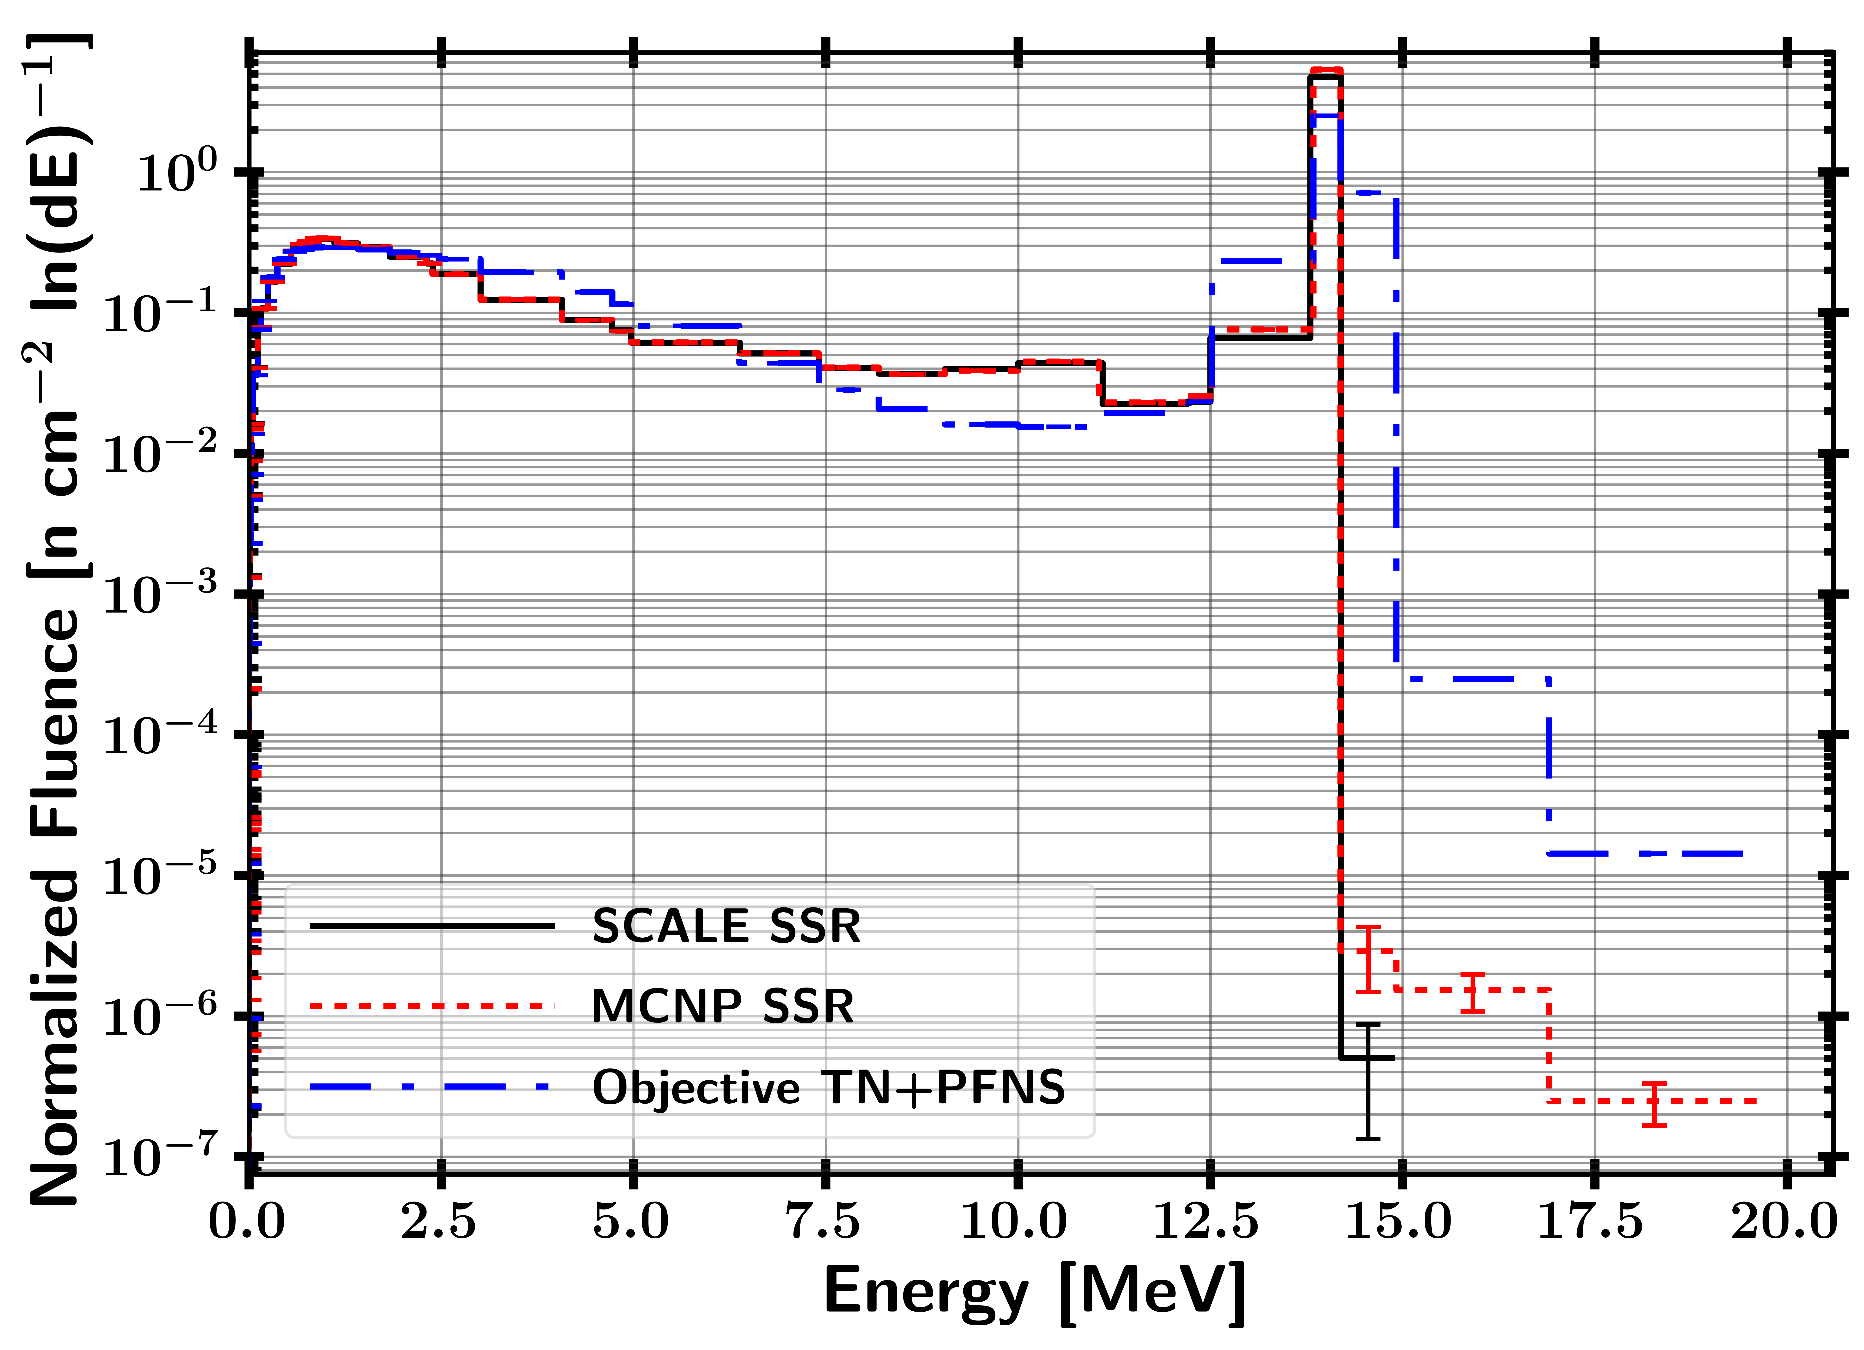 Normalized Fluence [n cm⁻² ln(dE)⁻¹]
10⁰
10⁻¹
10⁻²
10⁻³
10⁻⁴
10⁻⁵
10⁻⁶
10⁻⁷
SCALE SSR
MCNP SSR
Objective TN+PFNS
0.0 2.5 5.0 7.5 10.0 12.5 15.0 17.5 20.0
Energy [MeV]